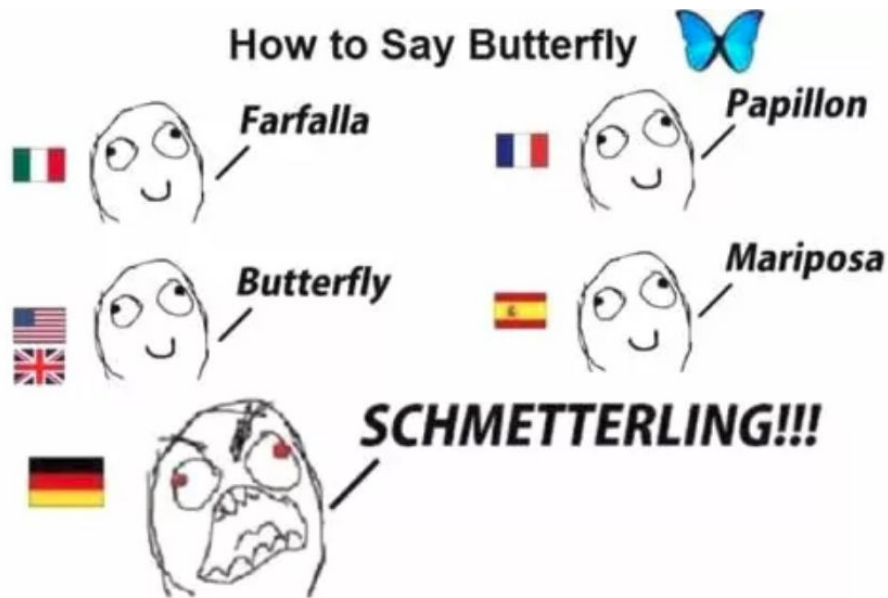 How to Say Butterfly
Farfalla
Papillon
Butterfly
Mariposa
SCHMETTERLING!!!